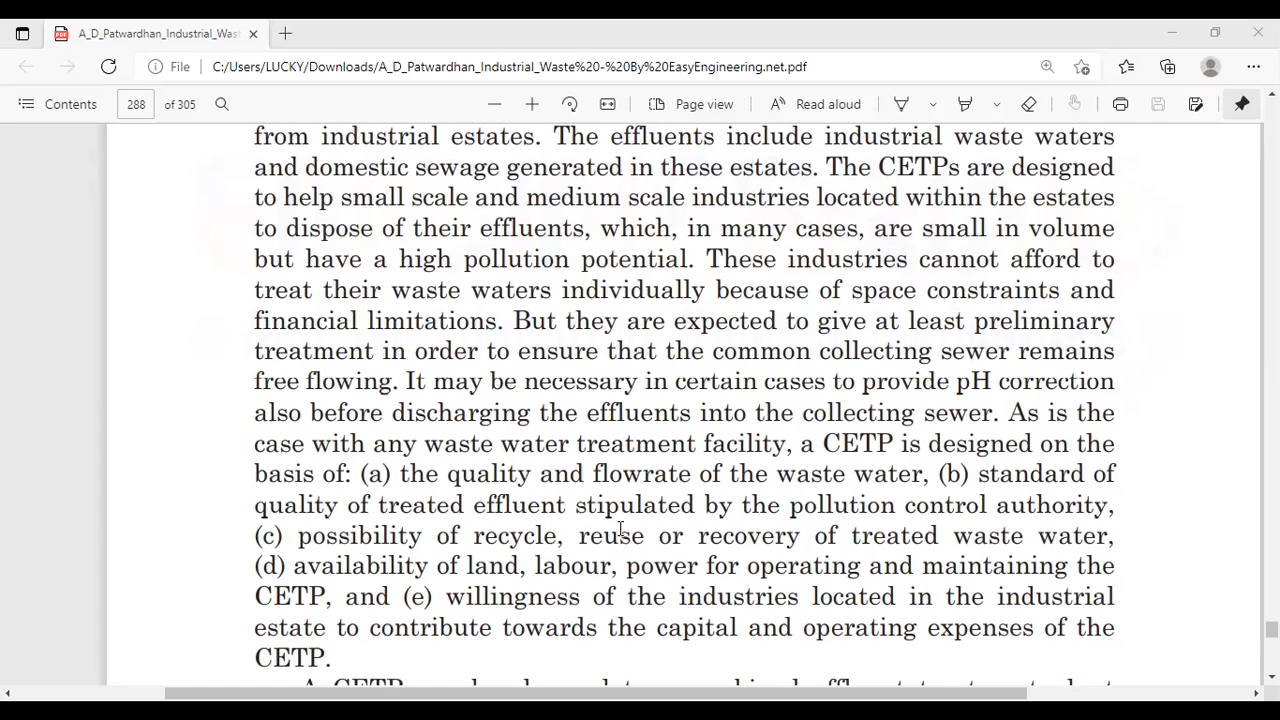 A_D_Patwardhan_Industrial_Wast
File
C:/Users/LUCKY/Downloads/A_D_Patwardhan_Industrial_Waste%20-%20By%20EasyEngineering.net.pdf
Contents 288 of 305 Page view Read aloud
from industrial estates. The effluents include industrial waste waters
and domestic sewage generated in these estates. The CETPs are designed
to help small scale and medium scale industries located within the estates
to dispose of their effluents, which, in many cases, are small in volume
but have a high pollution potential. These industries cannot afford to
treat their waste waters individually because of space constraints and
financial limitations. But they are expected to give at least preliminary
treatment in order to ensure that the common collecting sewer remains
free flowing. It may be necessary in certain cases to provide pH correction
also before discharging the effluents into the collecting sewer. As is the
case with any waste water treatment facility, a CETP is designed on the
basis of: (a) the quality and flowrate of the waste water, (b) standard of
quality of treated effluent stipulated by the pollution control authority,
(c) possibility of recycle, reuse or recovery of treated waste water,
(d) availability of land, labour, power for operating and maintaining the
CETP, and (e) willingness of the industries located in the industrial
estate to contribute towards the capital and operating expenses of the
CETP.